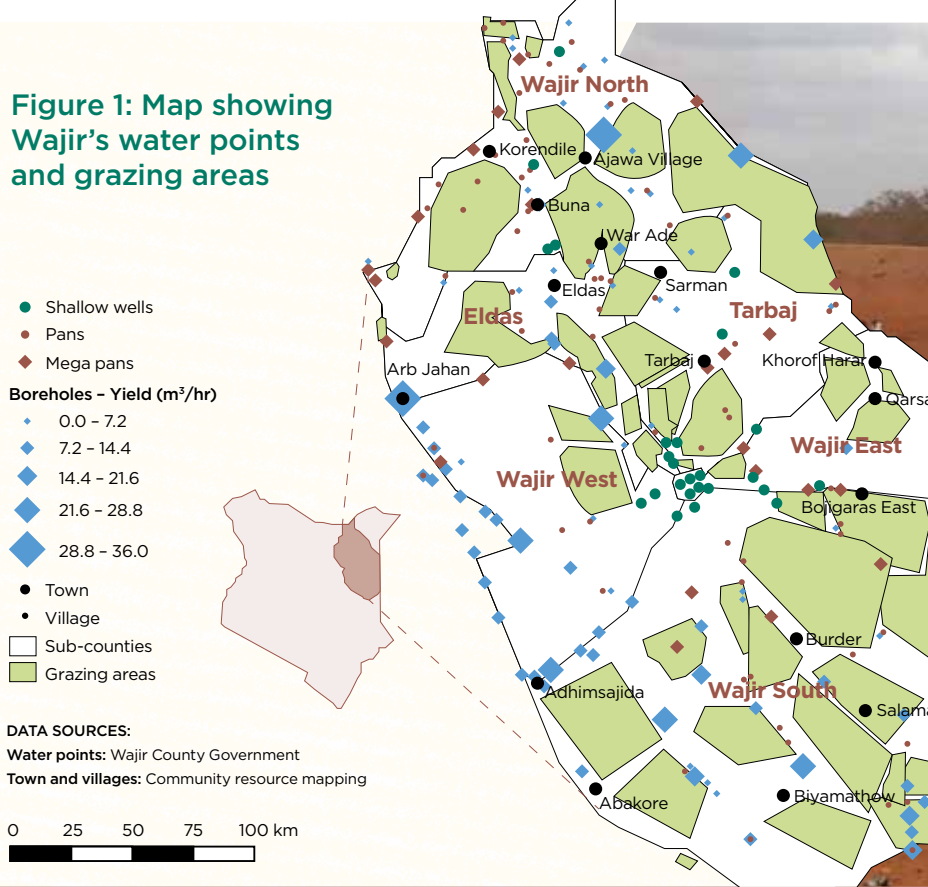 Figure 1: Map showing
Wajir's water points
and grazing areas
Shallow wells
Pans
Mega pans
Boreholes – Yield (m³/hr)
0.0 – 7.2
7.2 – 14.4
14.4 – 21.6
21.6 – 28.8
28.8 – 36.0
Town
Village
Sub-counties
Grazing areas
DATA SOURCES:
Water points: Wajir County Government
Town and villages: Community resource mapping
0 25 50 75 100 km
Wajir North
Korendile
Ajawa Village
Buna
War Ade
Sarman
Eldas
Eldas
Tarbaj
Tarbaj
Khorof Harar
Arb Jahan
Qarsa
Wajir East
Wajir West
Bojigaras East
Burder
Wajir South
Adhimsajida
Salama
Biyamathow
Abakore